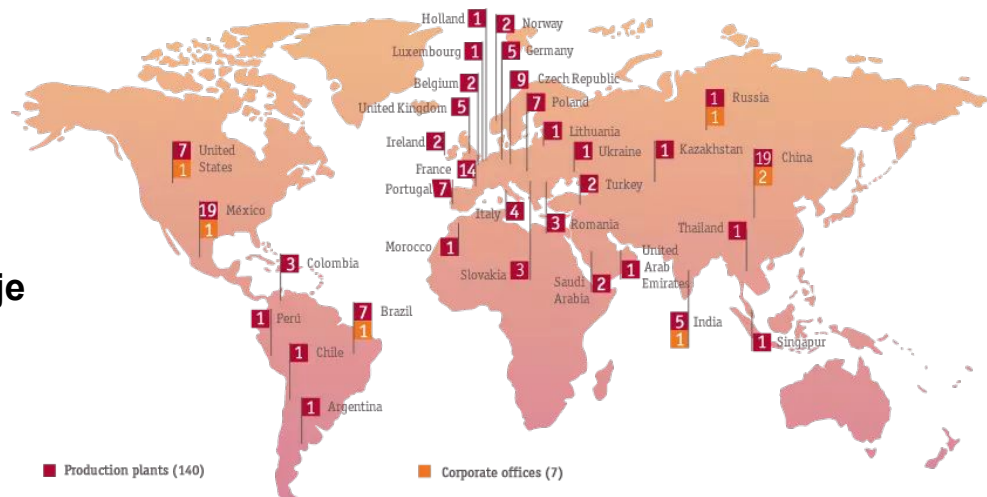 Holland 1
2 Norway
Luxembourg 1
5 Germany
Belgium 2
9 Czech Republic
United Kingdom 5
7 Poland
1 Russia
1
Ireland 2
1 Lithuania
7 United
States
1
1 Ukraine
1 Kazakhstan
19 China
2
France 14
2 Turkey
Portugal 7
19 México
1
Italy 4
3 Romania
Thailand 1
Morocco 1
3 Colombia
Slovakia 3
Saudi
Arabia 2
1 United
Arab
Emirates
je
1 Perú
7 Brazil
1
5 India
1
1 Singapur
1 Chile
1 Argentina
Production plants (140)
Corporate offices (7)